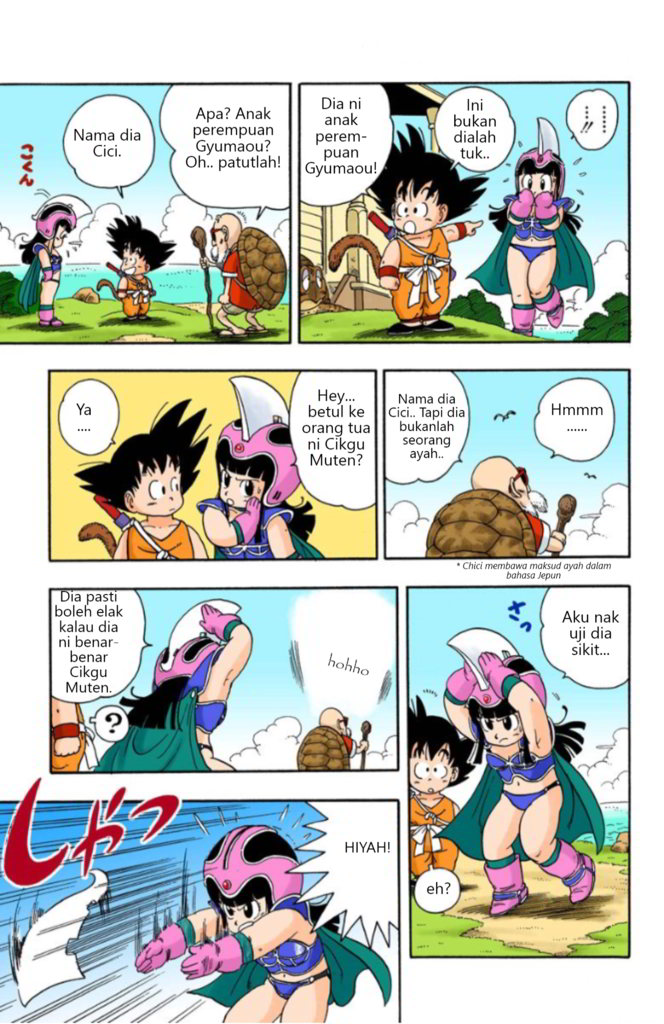 .......
!!
Ini
bukan
dialah
tuk..
Dia ni
anak
perem-
puan
Gyumaou!
Apa? Anak
perempuan
Gyumaou?
Oh.. patutlah!
Nama dia
Cici.
Hmmm
......
Nama dia
Cici.. Tapi dia
bukanlah
seorang
ayah..
* Chici membawa maksud ayah dalam
bahasa Jepun
Hey...
betul ke
orang tua
ni Cikgu
Muten?
Ya
....
Aku nak
uji dia
sikit...
eh?
hohho
Dia pasti
boleh elak
kalau dia
ni benar-
benar
Cikgu
Muten.
?
HIYAH!
しゃっ